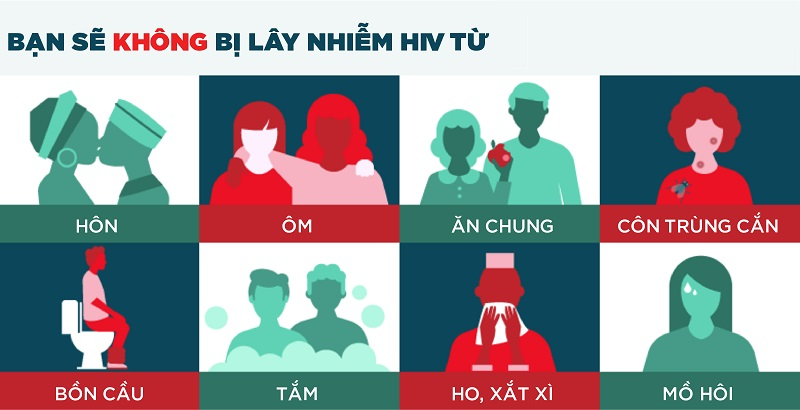 BẠN SẼ KHÔNG BỊ LÂY NHIỄM HIV TỪ
HÔN
ÔM
ĂN CHUNG
CÔN TRÙNG CẮN
BỒN CẦU
TẮM
HO, XẮT XÌ
MỒ HÔI